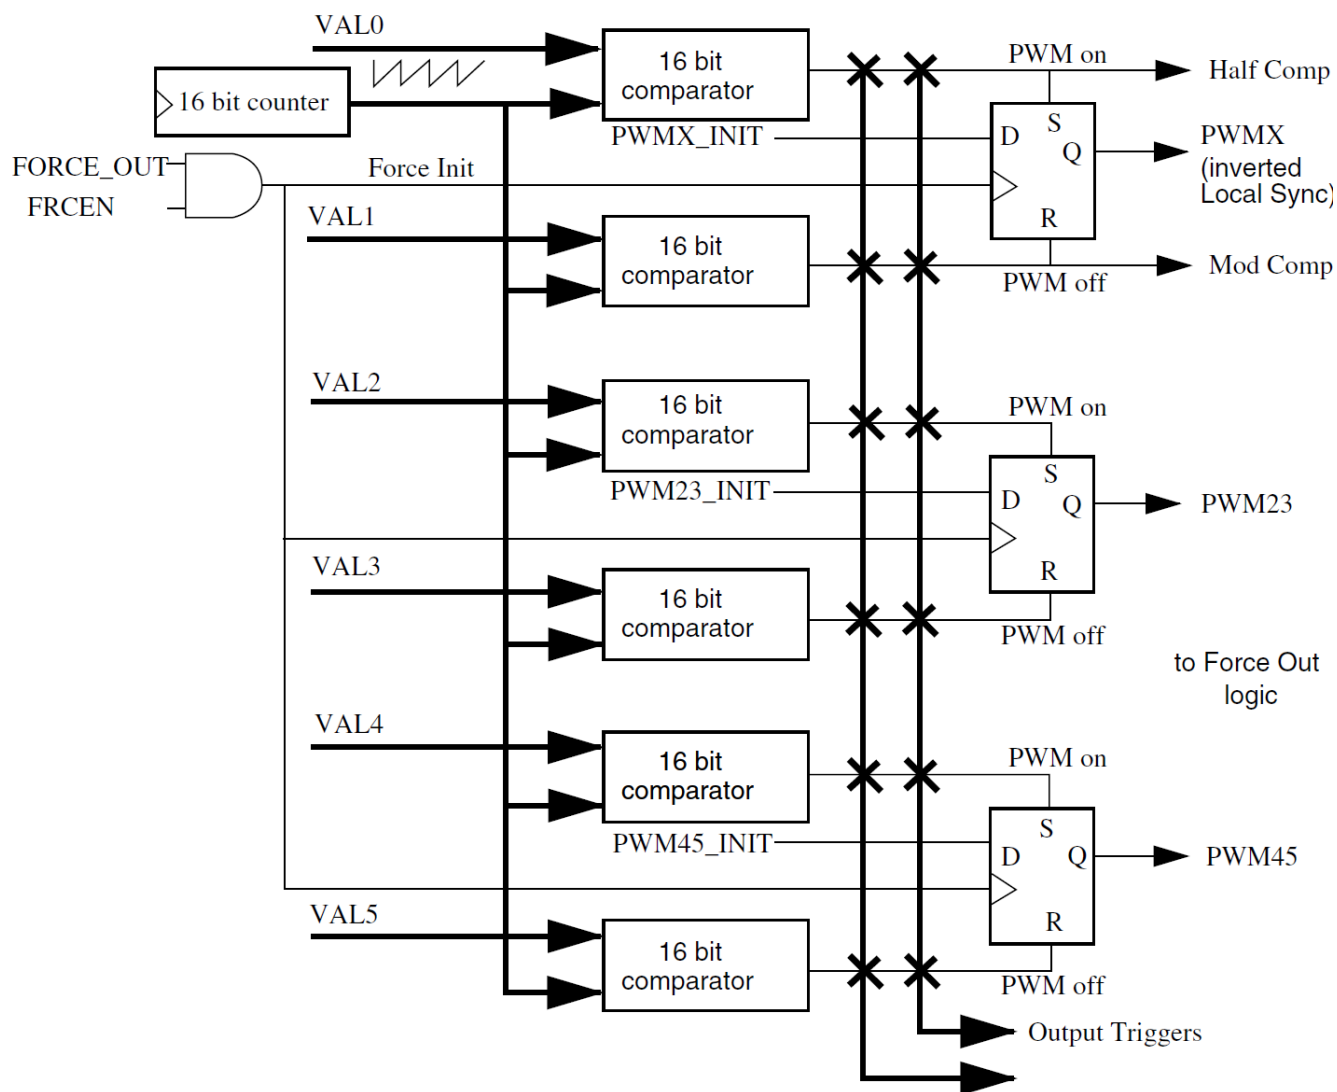 VAL0
16 bit
comparator
PWM on
Half Comp
16 bit counter
PWMX_INIT
S
D
Q
PWMX
(inverted
Local Sync)
FORCE_OUT
Force Init
FRCEN
R
VAL1
16 bit
comparator
PWM off
Mod Comp
VAL2
16 bit
comparator
PWM on
S
PWM23_INIT
D
Q
PWM23
VAL3
R
16 bit
comparator
PWM off
to Force Out
logic
VAL4
16 bit
comparator
PWM on
S
PWM45_INIT
D
Q
PWM45
VAL5
R
16 bit
comparator
PWM off
Output Triggers